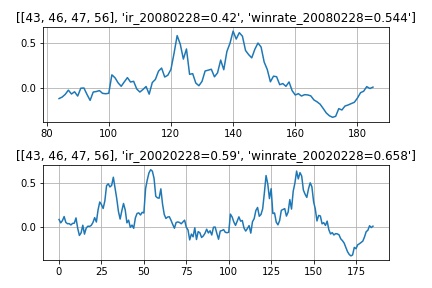 [[43, 46, 47, 56], 'ir_20080228=0.42', 'winrate_20080228=0.544']
0.5
0.0
80 100 120 140 160 180
[[43, 46, 47, 56], 'ir_20020228=0.59', 'winrate_20020228=0.658']
0.5
0.0
0 25 50 75 100 125 150 175